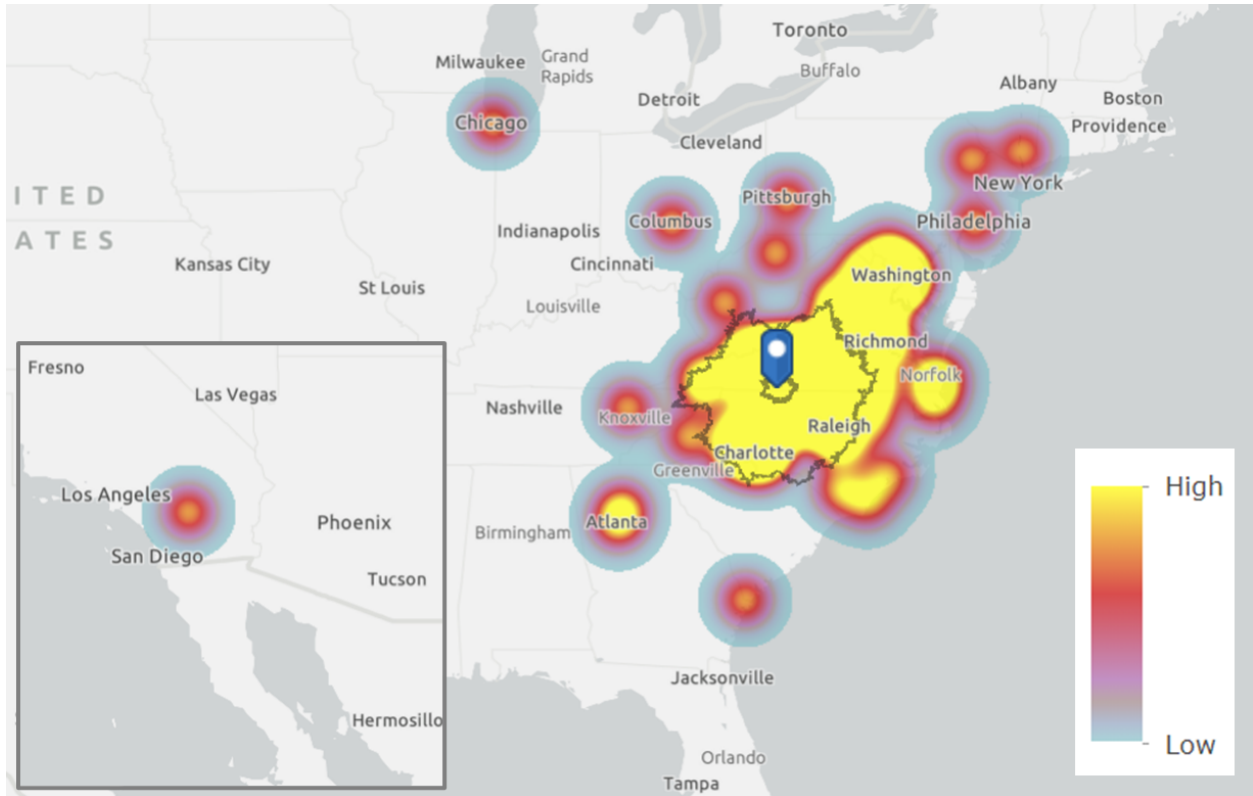 Toronto
Milwaukee
Grand
Rapids
Buffalo
Albany
Detroit
Boston
Chicago
Providence
Cleveland
New York
ITED
Pittsburgh
Columbus
Philadelphia
Indianapolis
ATES
Kansas City
Cincinnati
Washington
St Louis
Louisville
Richmond
Norfolk
Nashville
Knoxville
Raleigh
Charlotte
Greenville
Atlanta
Birmingham
Jacksonville
Orlando
Tampa
Fresno
Las Vegas
Los Angeles
Phoenix
San Diego
Tucson
Hermosillo
High
Low